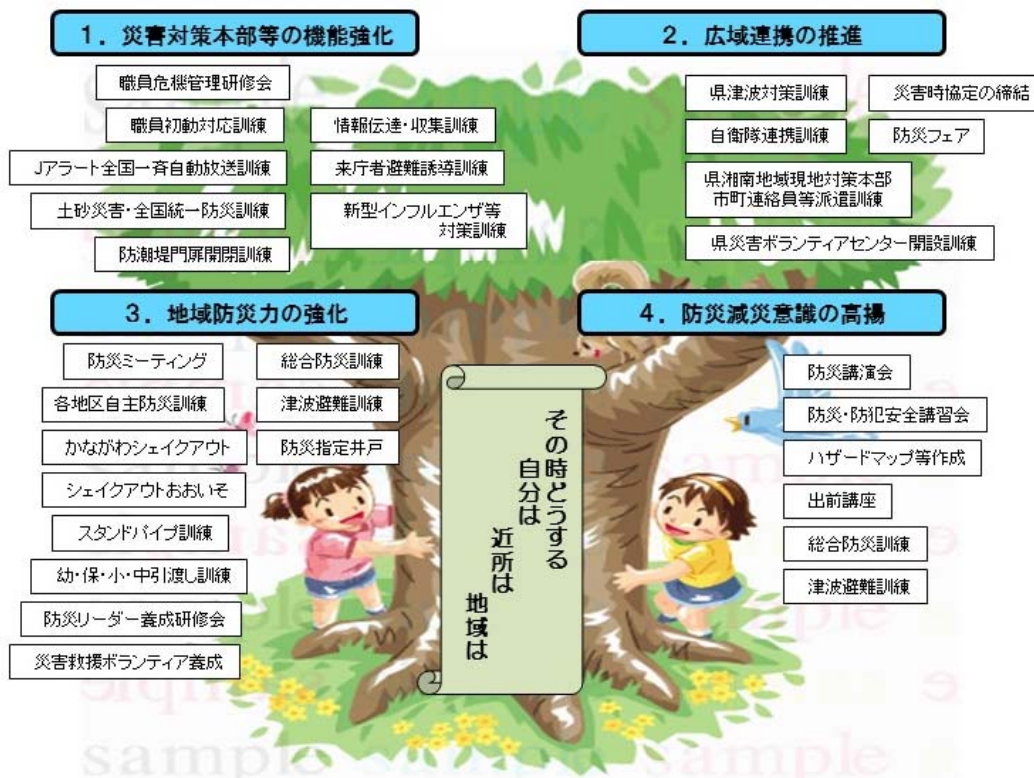 1．災害対策本部等の機能強化
職員危機管理研修会
職員初動対応訓練
情報伝達・収集訓練
Jアラート全国一斉自動放送訓練
来庁者避難誘導訓練
土砂災害・全国統一防災訓練
新型インフルエンザ等
対策訓練
防潮堤門扉開閉訓練
2．広域連携の推進
県津波対策訓練
災害時協定の締結
自衛隊連携訓練
防災フェア
県湘南地域現地対策本部
市町連絡員等派遣訓練
県災害ボランティアセンター開設訓練
3．地域防災力の強化
防災ミーティング
総合防災訓練
各地区自主防災訓練
津波避難訓練
かながわシェイクアウト
防災指定井戸
シェイクアウトおおいそ
スタンドパイプ訓練
幼・保・小・中引渡し訓練
防災リーダー養成研修会
災害救援ボランティア養成
4．防災減災意識の高揚
防災講演会
防災・防犯安全講習会
ハザードマップ等作成
出前講座
総合防災訓練
津波避難訓練
その時どうする
自分は
近所は
地域は
sample
sample sample sample